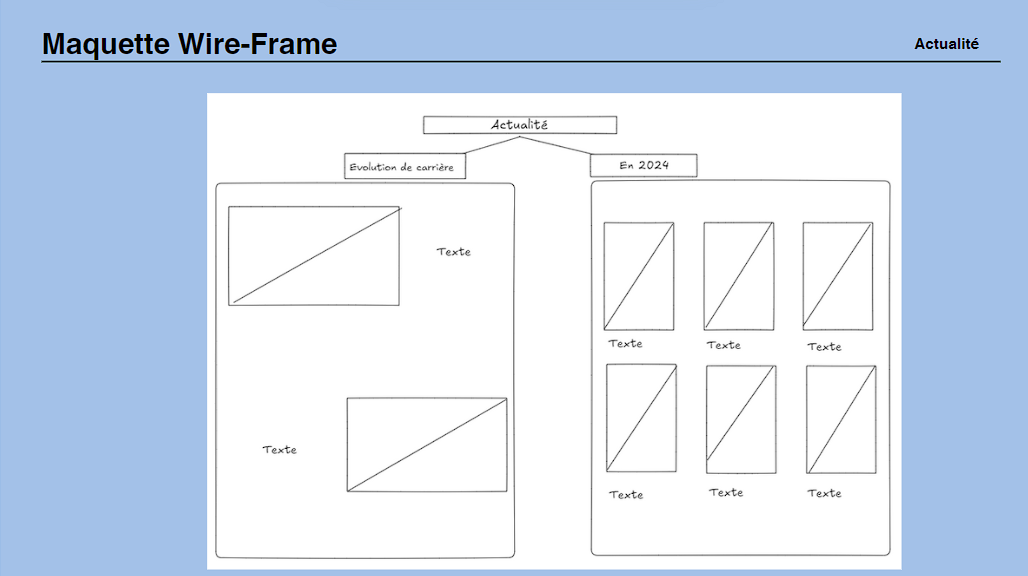 Maquette Wire-Frame
Actualité
Actualité
Evolution de carrière
En 2024
Texte
Texte
Texte Texte Texte
Texte Texte Texte